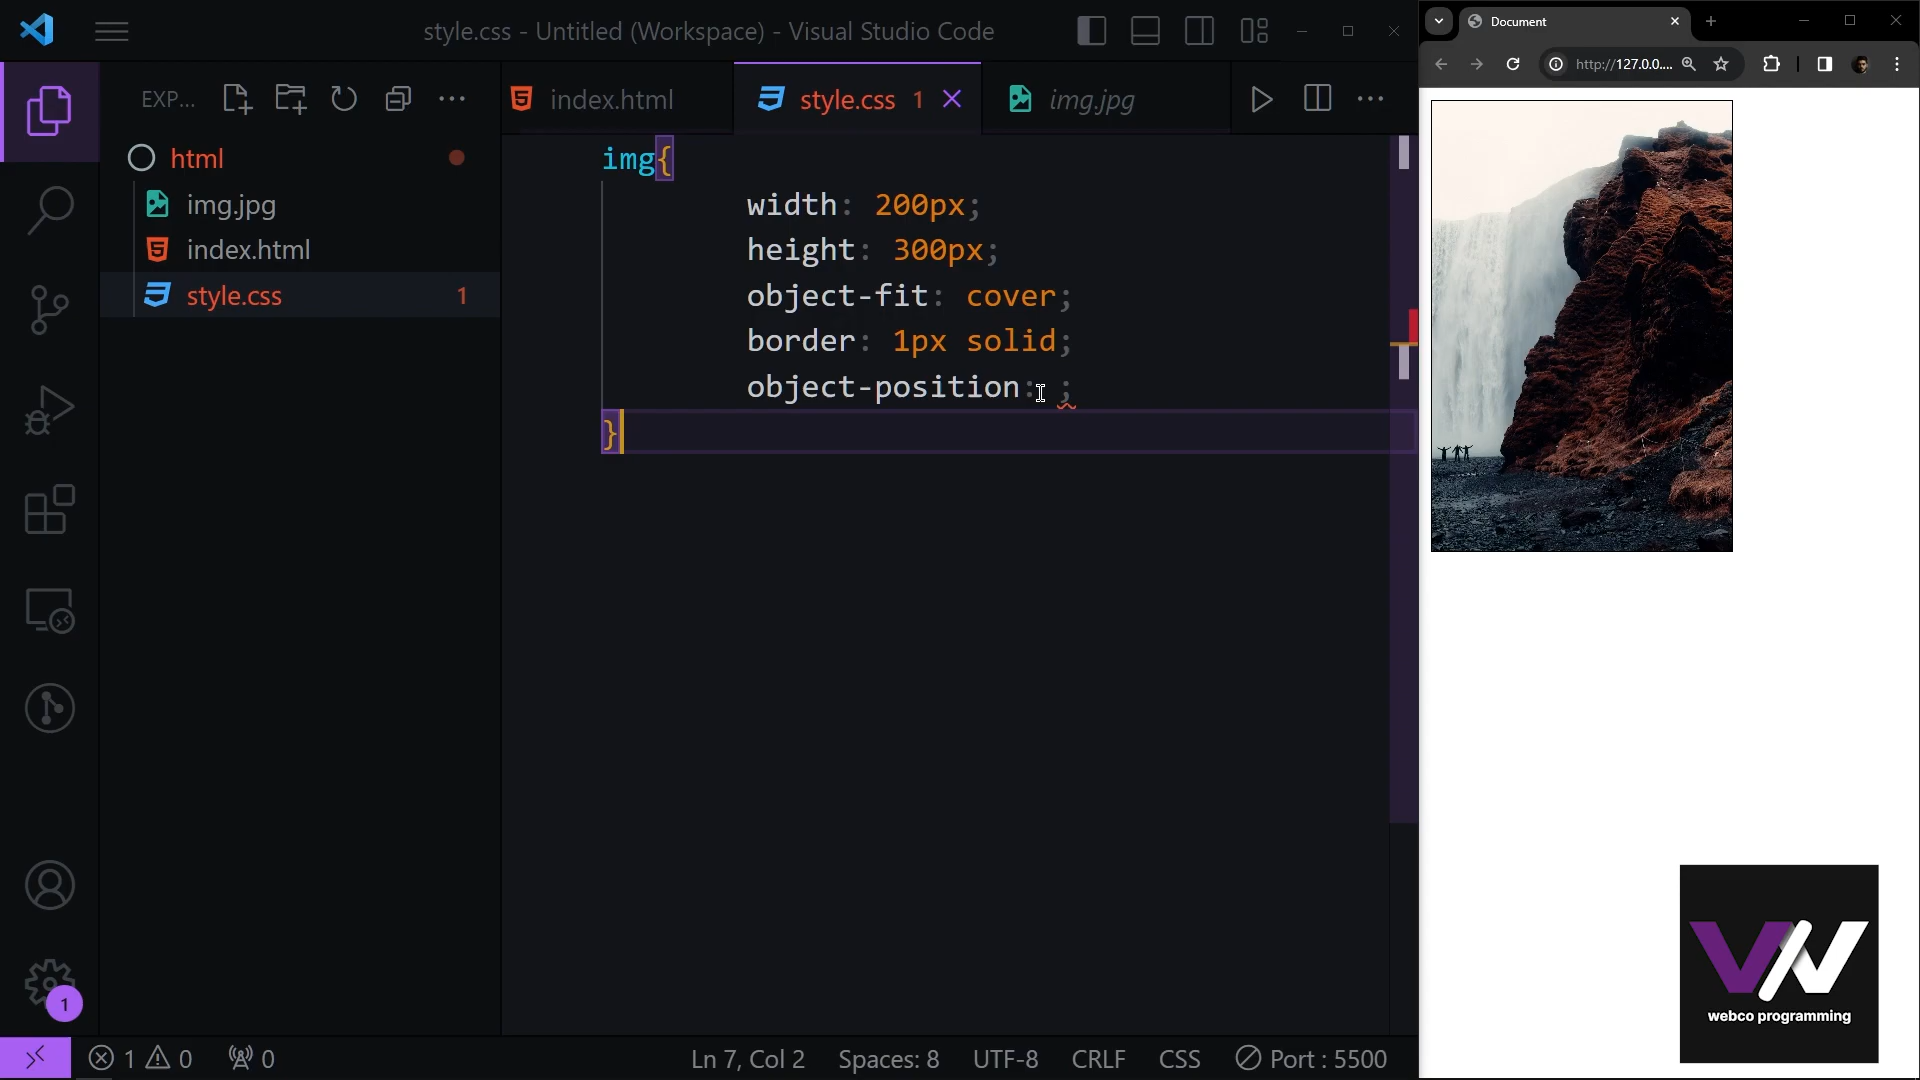 style.css - Untitled (Workspace) - Visual Studio Code
EXP...
html
img.jpg
index.html
style.css 1
index.html
style.css 1
img.jpg
img{
width: 200px;
height: 300px;
object-fit: cover;
border: 1px solid;
object-position: ;
}
1
1 0
0
Ln 7, Col 2
Spaces: 8
UTF-8
CRLF
CSS
Port : 5500
Document
http://127.0.0....
webco programming